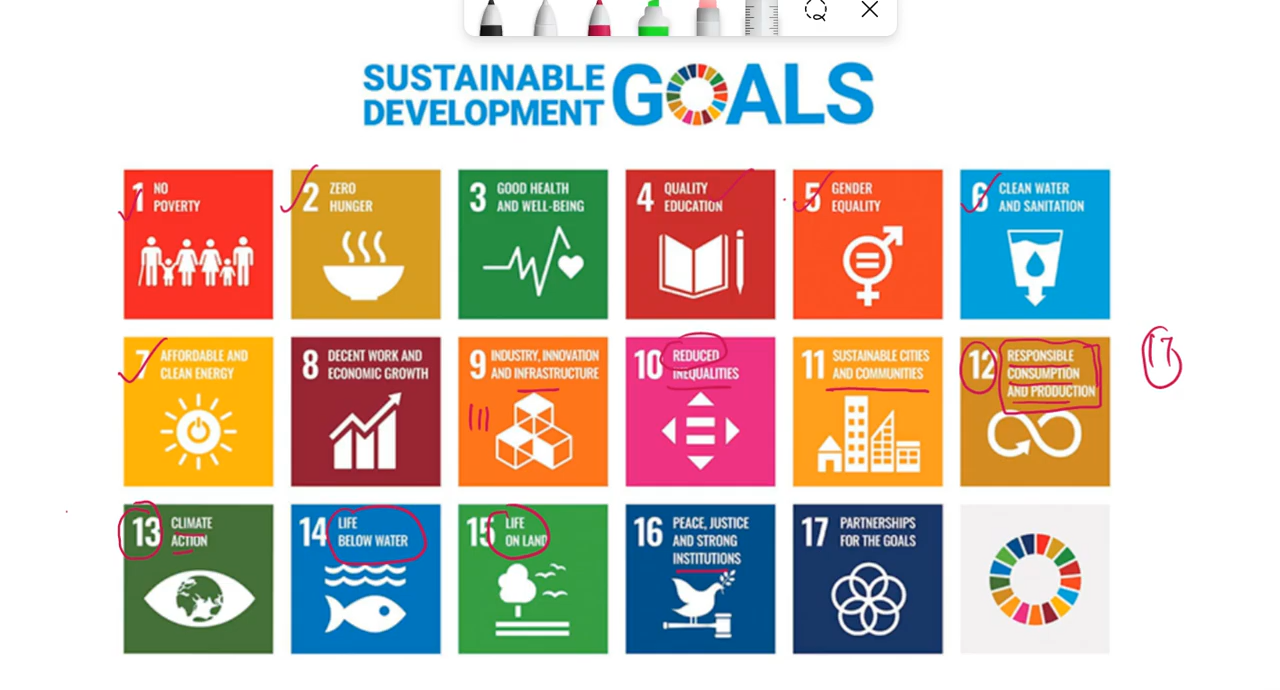 SUSTAINABLE
DEVELOPMENT
GOALS
1 NO
POVERTY
2 ZERO
HUNGER
3 GOOD HEALTH
AND WELL-BEING
4 QUALITY
EDUCATION
5 GENDER
EQUALITY
6 CLEAN WATER
AND SANITATION
7 AFFORDABLE AND
CLEAN ENERGY
8 DECENT WORK AND
ECONOMIC GROWTH
9 INDUSTRY, INNOVATION
AND INFRASTRUCTURE
10 REDUCED
INEQUALITIES
11 SUSTAINABLE CITIES
AND COMMUNITIES
12 RESPONSIBLE
CONSUMPTION
AND PRODUCTION
17
13 CLIMATE
ACTION
14 LIFE
BELOW WATER
15 LIFE
ON LAND
16 PEACE, JUSTICE
AND STRONG
INSTITUTIONS
17 PARTNERSHIPS
FOR THE GOALS